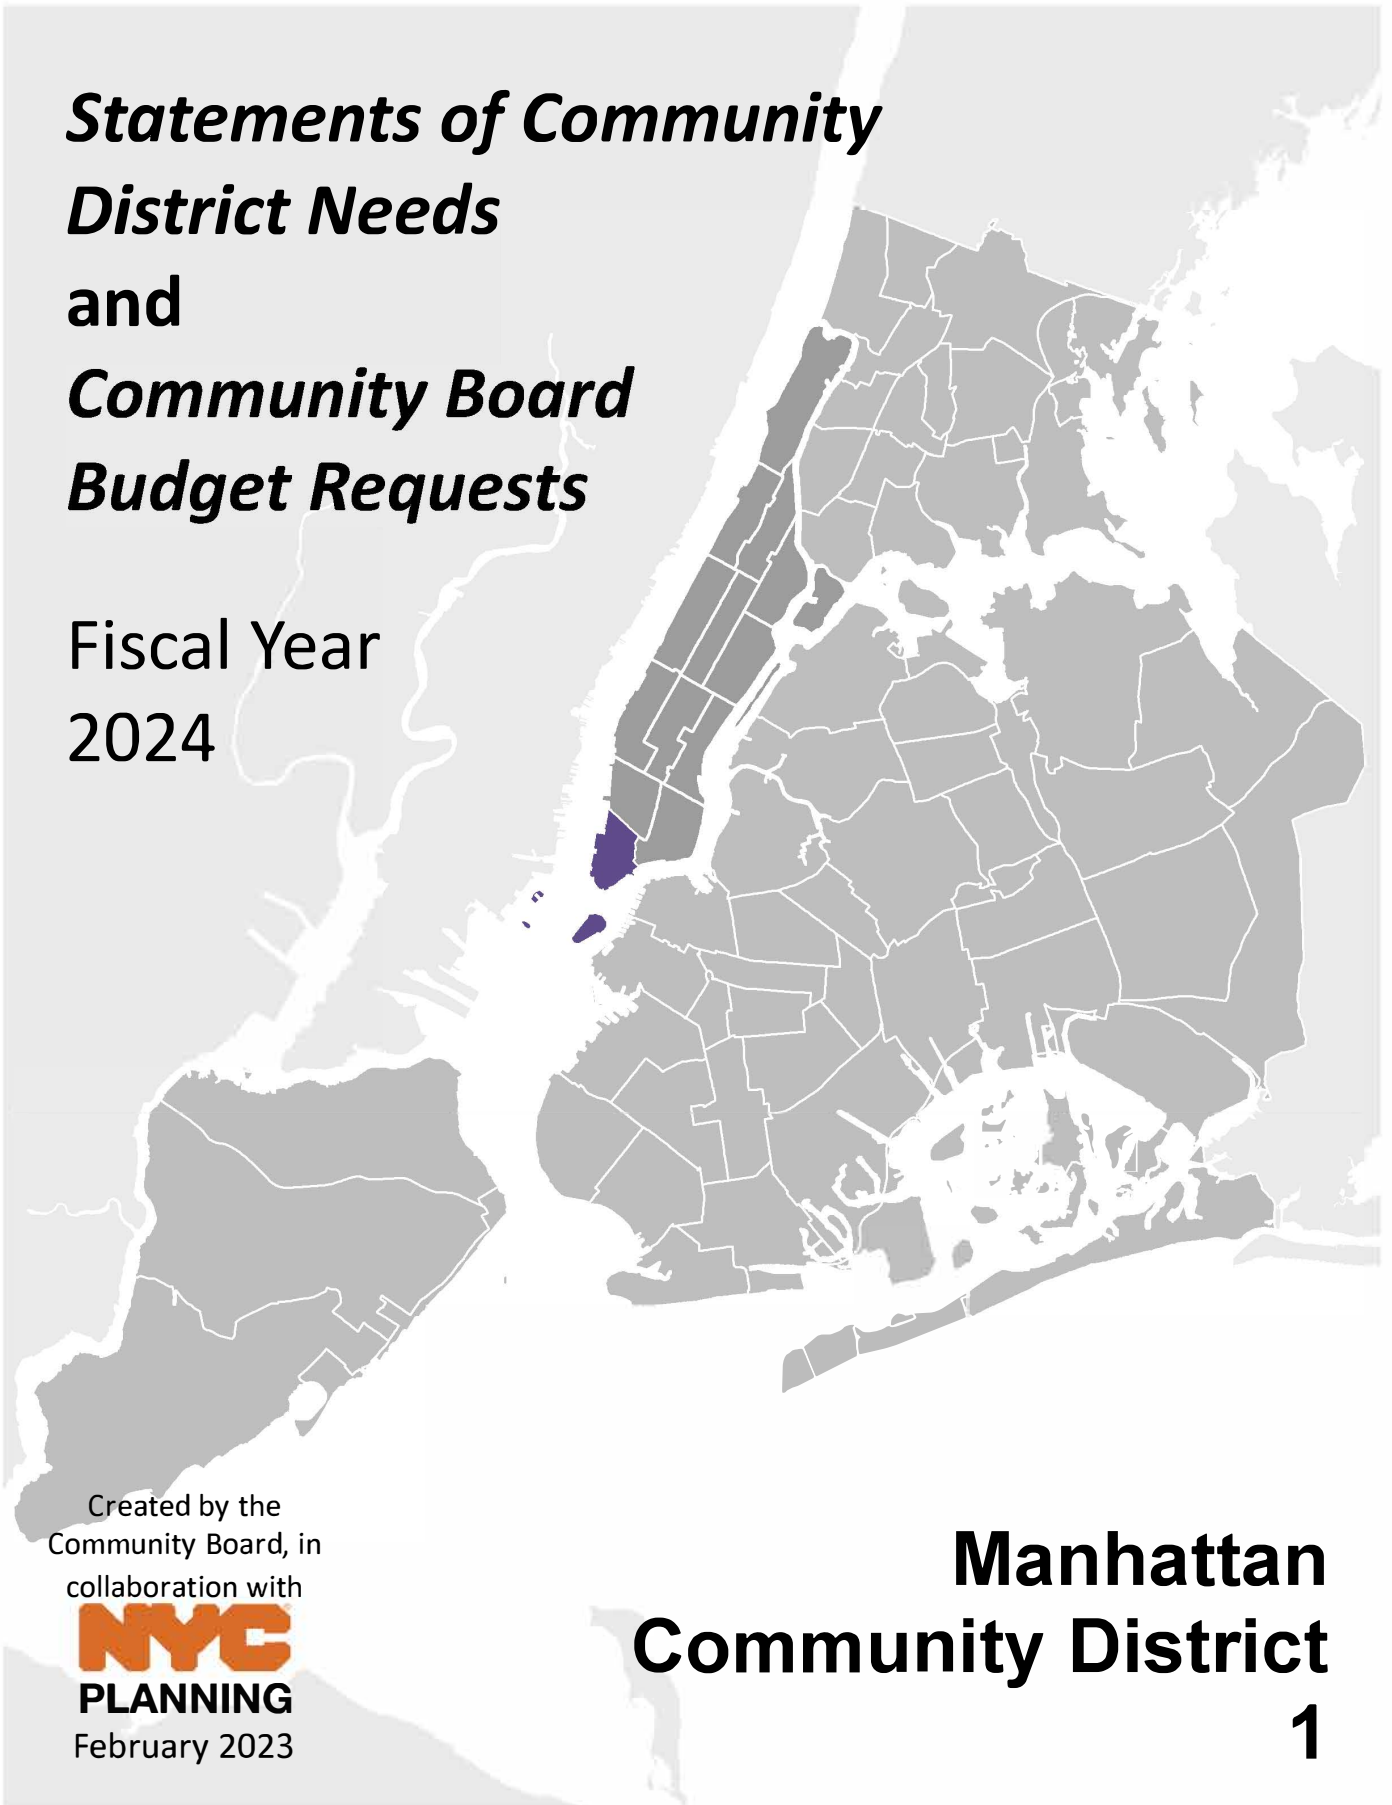 Statements of Community
District Needs
and
Community Board
Budget Requests
Fiscal Year
2024
Created by the
Community Board, in
collaboration with
NYC
PLANNING
February 2023
Manhattan
Community District
1